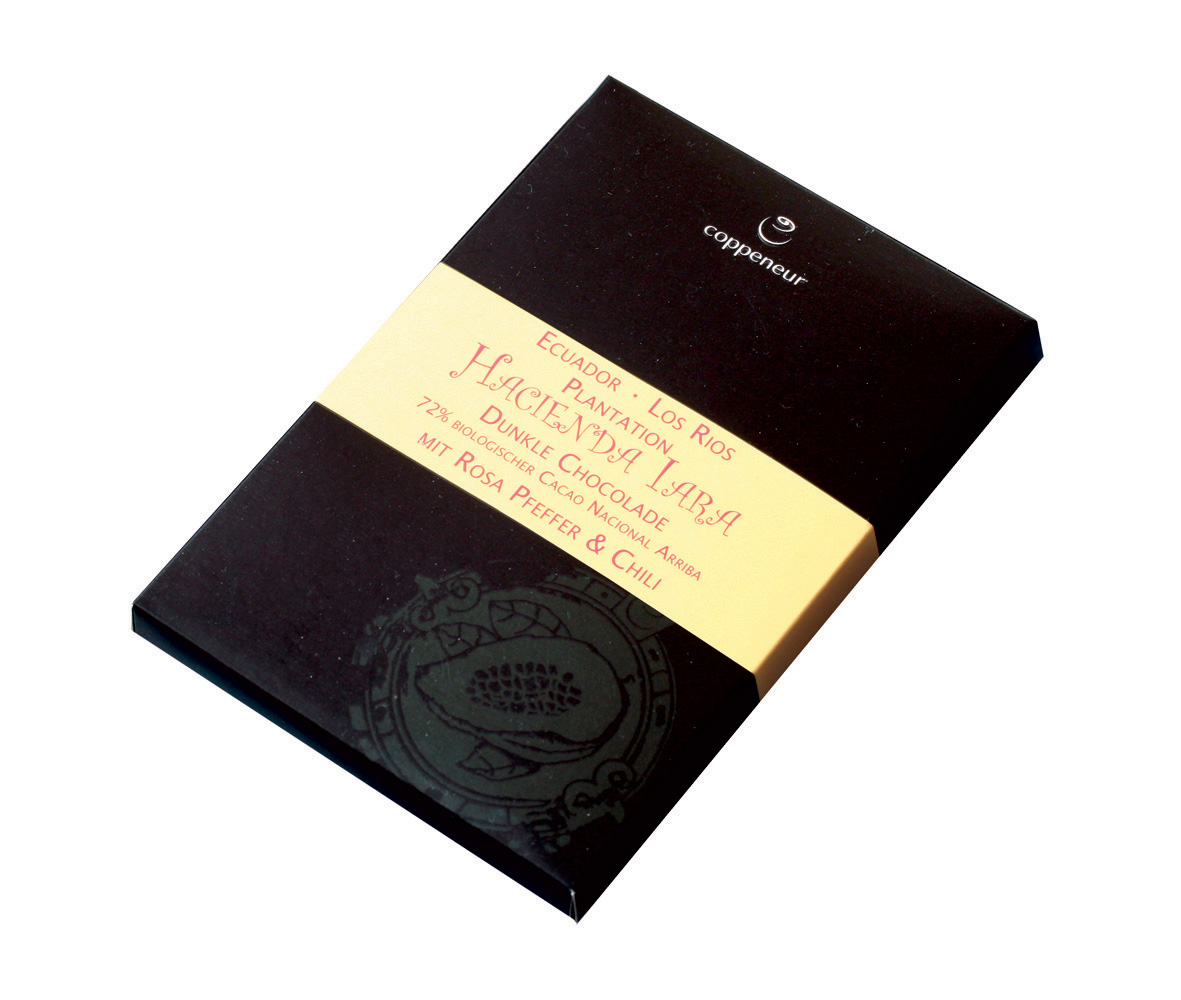 coppeneur
ECUADOR · LOS RIOS
PLANTATION
HACIENDA IARA
DUNKLE CHOCOLADE
72% BIOLOGISCHER CACAO NACIONAL ARRIBA
MIT ROSA PFEFFER & CHILI